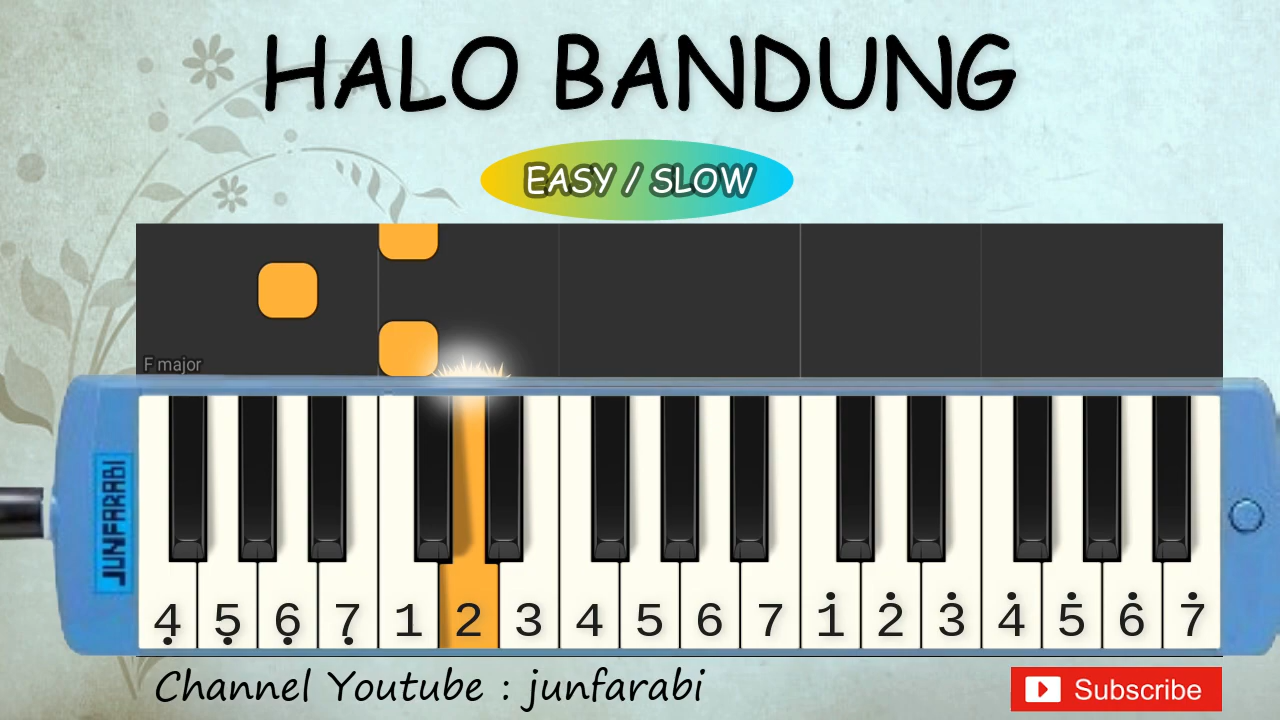 HALO BANDUNG
EASY / SLOW
F major
JUNFARABI
4̣ 5̣ 6̣ 7̣ 1 2 3 4 5 6 7 1̇ 2̇ 3̇ 4̇ 5̇ 6̇ 7̇
Channel Youtube : junfarabi
Subscribe